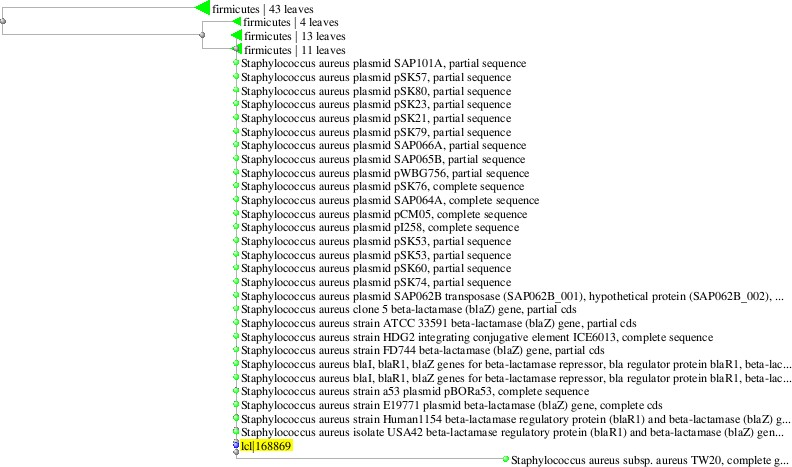 firmicutes | 43 leaves
firmicutes | 4 leaves
firmicutes | 13 leaves
firmicutes | 11 leaves
Staphylococcus aureus plasmid SAP101A, partial sequence
Staphylococcus aureus plasmid pSK57, partial sequence
Staphylococcus aureus plasmid pSK80, partial sequence
Staphylococcus aureus plasmid pSK23, partial sequence
Staphylococcus aureus plasmid pSK21, partial sequence
Staphylococcus aureus plasmid pSK79, partial sequence
Staphylococcus aureus plasmid SAP066A, partial sequence
Staphylococcus aureus plasmid SAP065B, partial sequence
Staphylococcus aureus plasmid pWBG756, partial sequence
Staphylococcus aureus plasmid pSK76, complete sequence
Staphylococcus aureus plasmid SAP064A, complete sequence
Staphylococcus aureus plasmid pCM05, complete sequence
Staphylococcus aureus plasmid pI258, complete sequence
Staphylococcus aureus plasmid pSK53, partial sequence
Staphylococcus aureus plasmid pSK53, partial sequence
Staphylococcus aureus plasmid pSK60, partial sequence
Staphylococcus aureus plasmid pSK74, partial sequence
Staphylococcus aureus plasmid SAP062B transposase (SAP062B_001), hypothetical protein (SAP062B_002), ...
Staphylococcus aureus clone 5 beta-lactamase (blaZ) gene, partial cds
Staphylococcus aureus strain ATCC 33591 beta-lactamase (blaZ) gene, partial cds
Staphylococcus aureus strain HDG2 integrating conjugative element ICE6013, complete sequence
Staphylococcus aureus strain FD744 beta-lactamase (blaZ) gene, partial cds
Staphylococcus aureus blaI, blaR1, blaZ genes for beta-lactamase repressor, bla regulator protein blaR1, beta-lac...
Staphylococcus aureus blaI, blaR1, blaZ genes for beta-lactamase repressor, bla regulator protein blaR1, beta-lac...
Staphylococcus aureus strain a53 plasmid pBORa53, complete sequence
Staphylococcus aureus strain E19771 plasmid beta-lactamase (blaZ) gene, complete cds
Staphylococcus aureus strain Human1154 beta-lactamase regulatory protein (blaR1) and beta-lactamase (blaZ) g...
Staphylococcus aureus isolate USA42 beta-lactamase regulatory protein (blaR1) and beta-lactamase (blaZ) gen...
lcl|168869
Staphylococcus aureus subsp. aureus TW20, complete g...